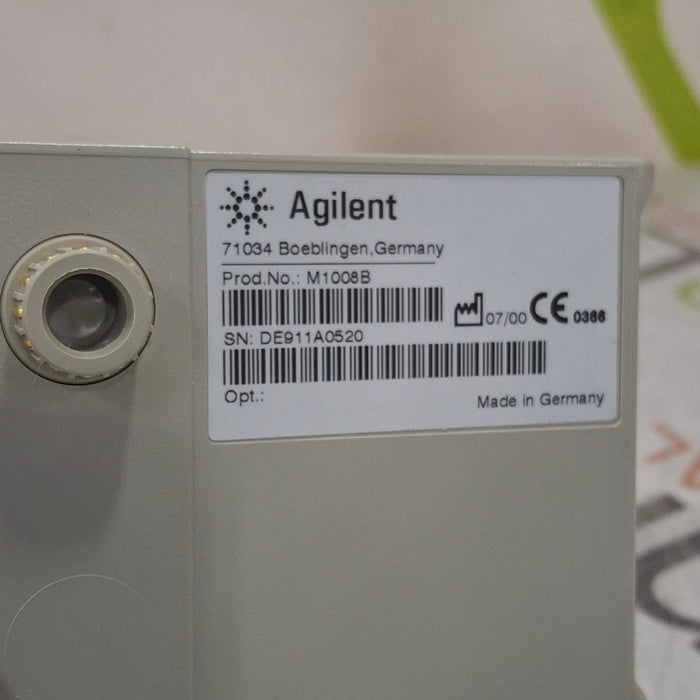 Agilent
71034 Boeblingen,Germany
Prod.No.: M1008B
07/00 CE 0366
SN: DE911A0520
Opt.:
Made in Germany